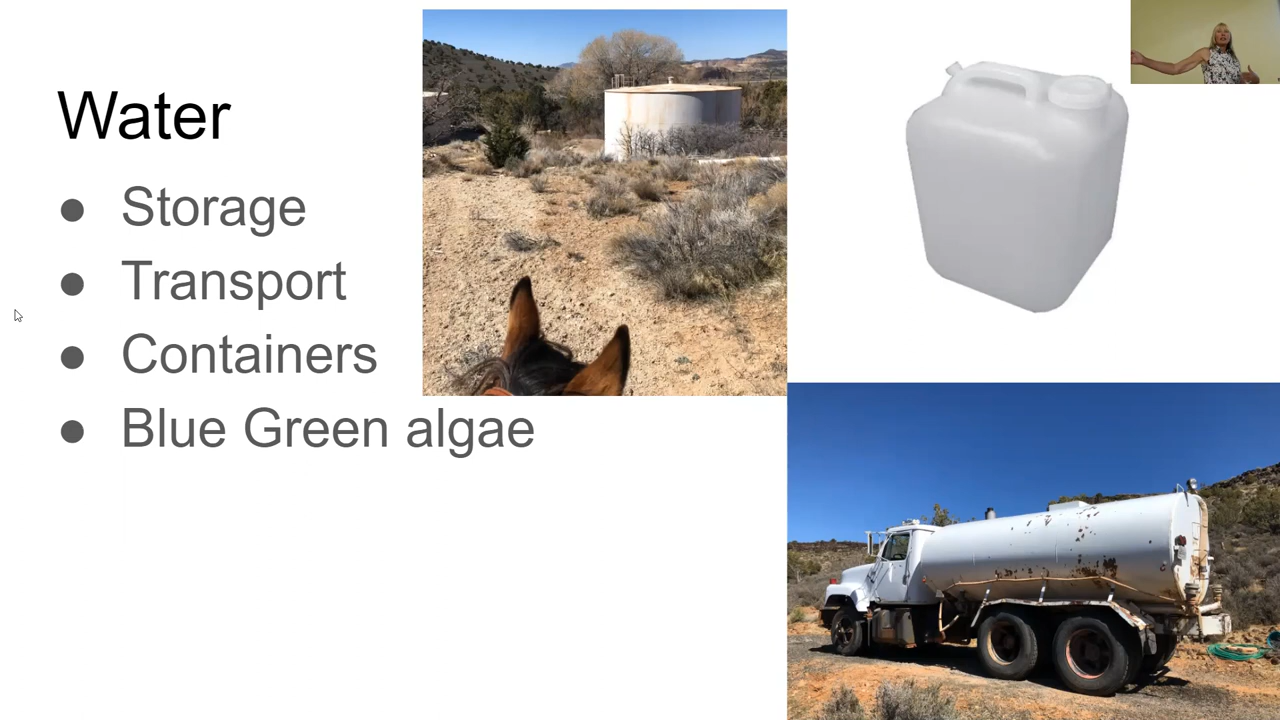 Water
● Storage
● Transport
● Containers
● Blue Green algae